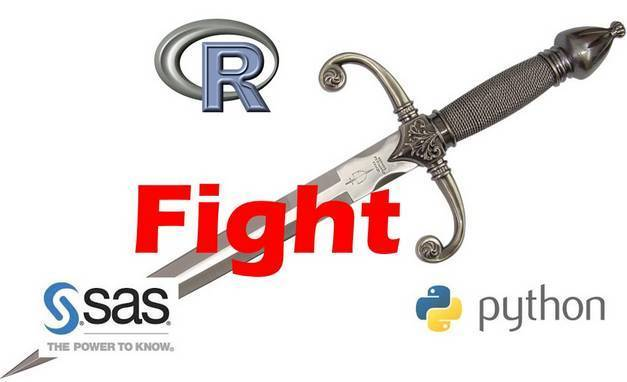 R
Fight
sas
THE POWER TO KNOW®
python